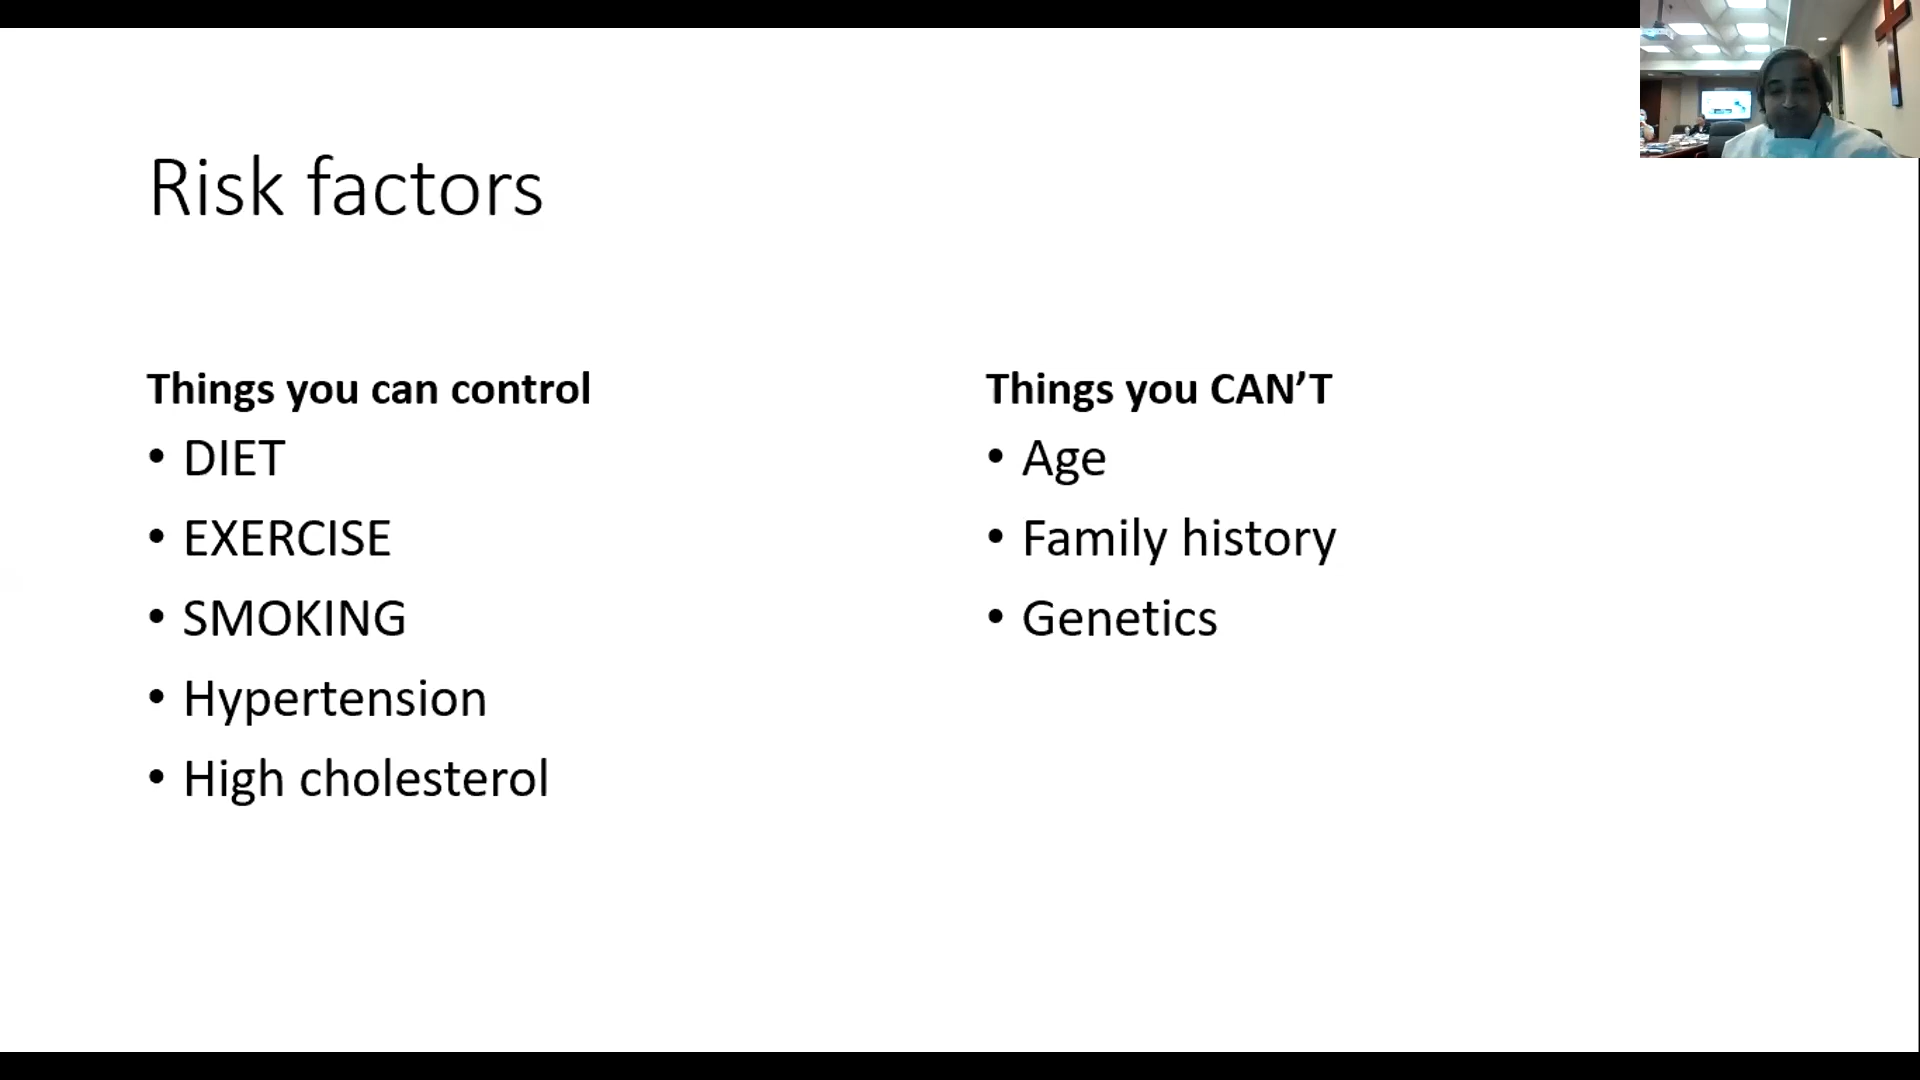 Risk factors
Things you can control
• DIET
• EXERCISE
• SMOKING
• Hypertension
• High cholesterol
Things you CAN’T
• Age
• Family history
• Genetics